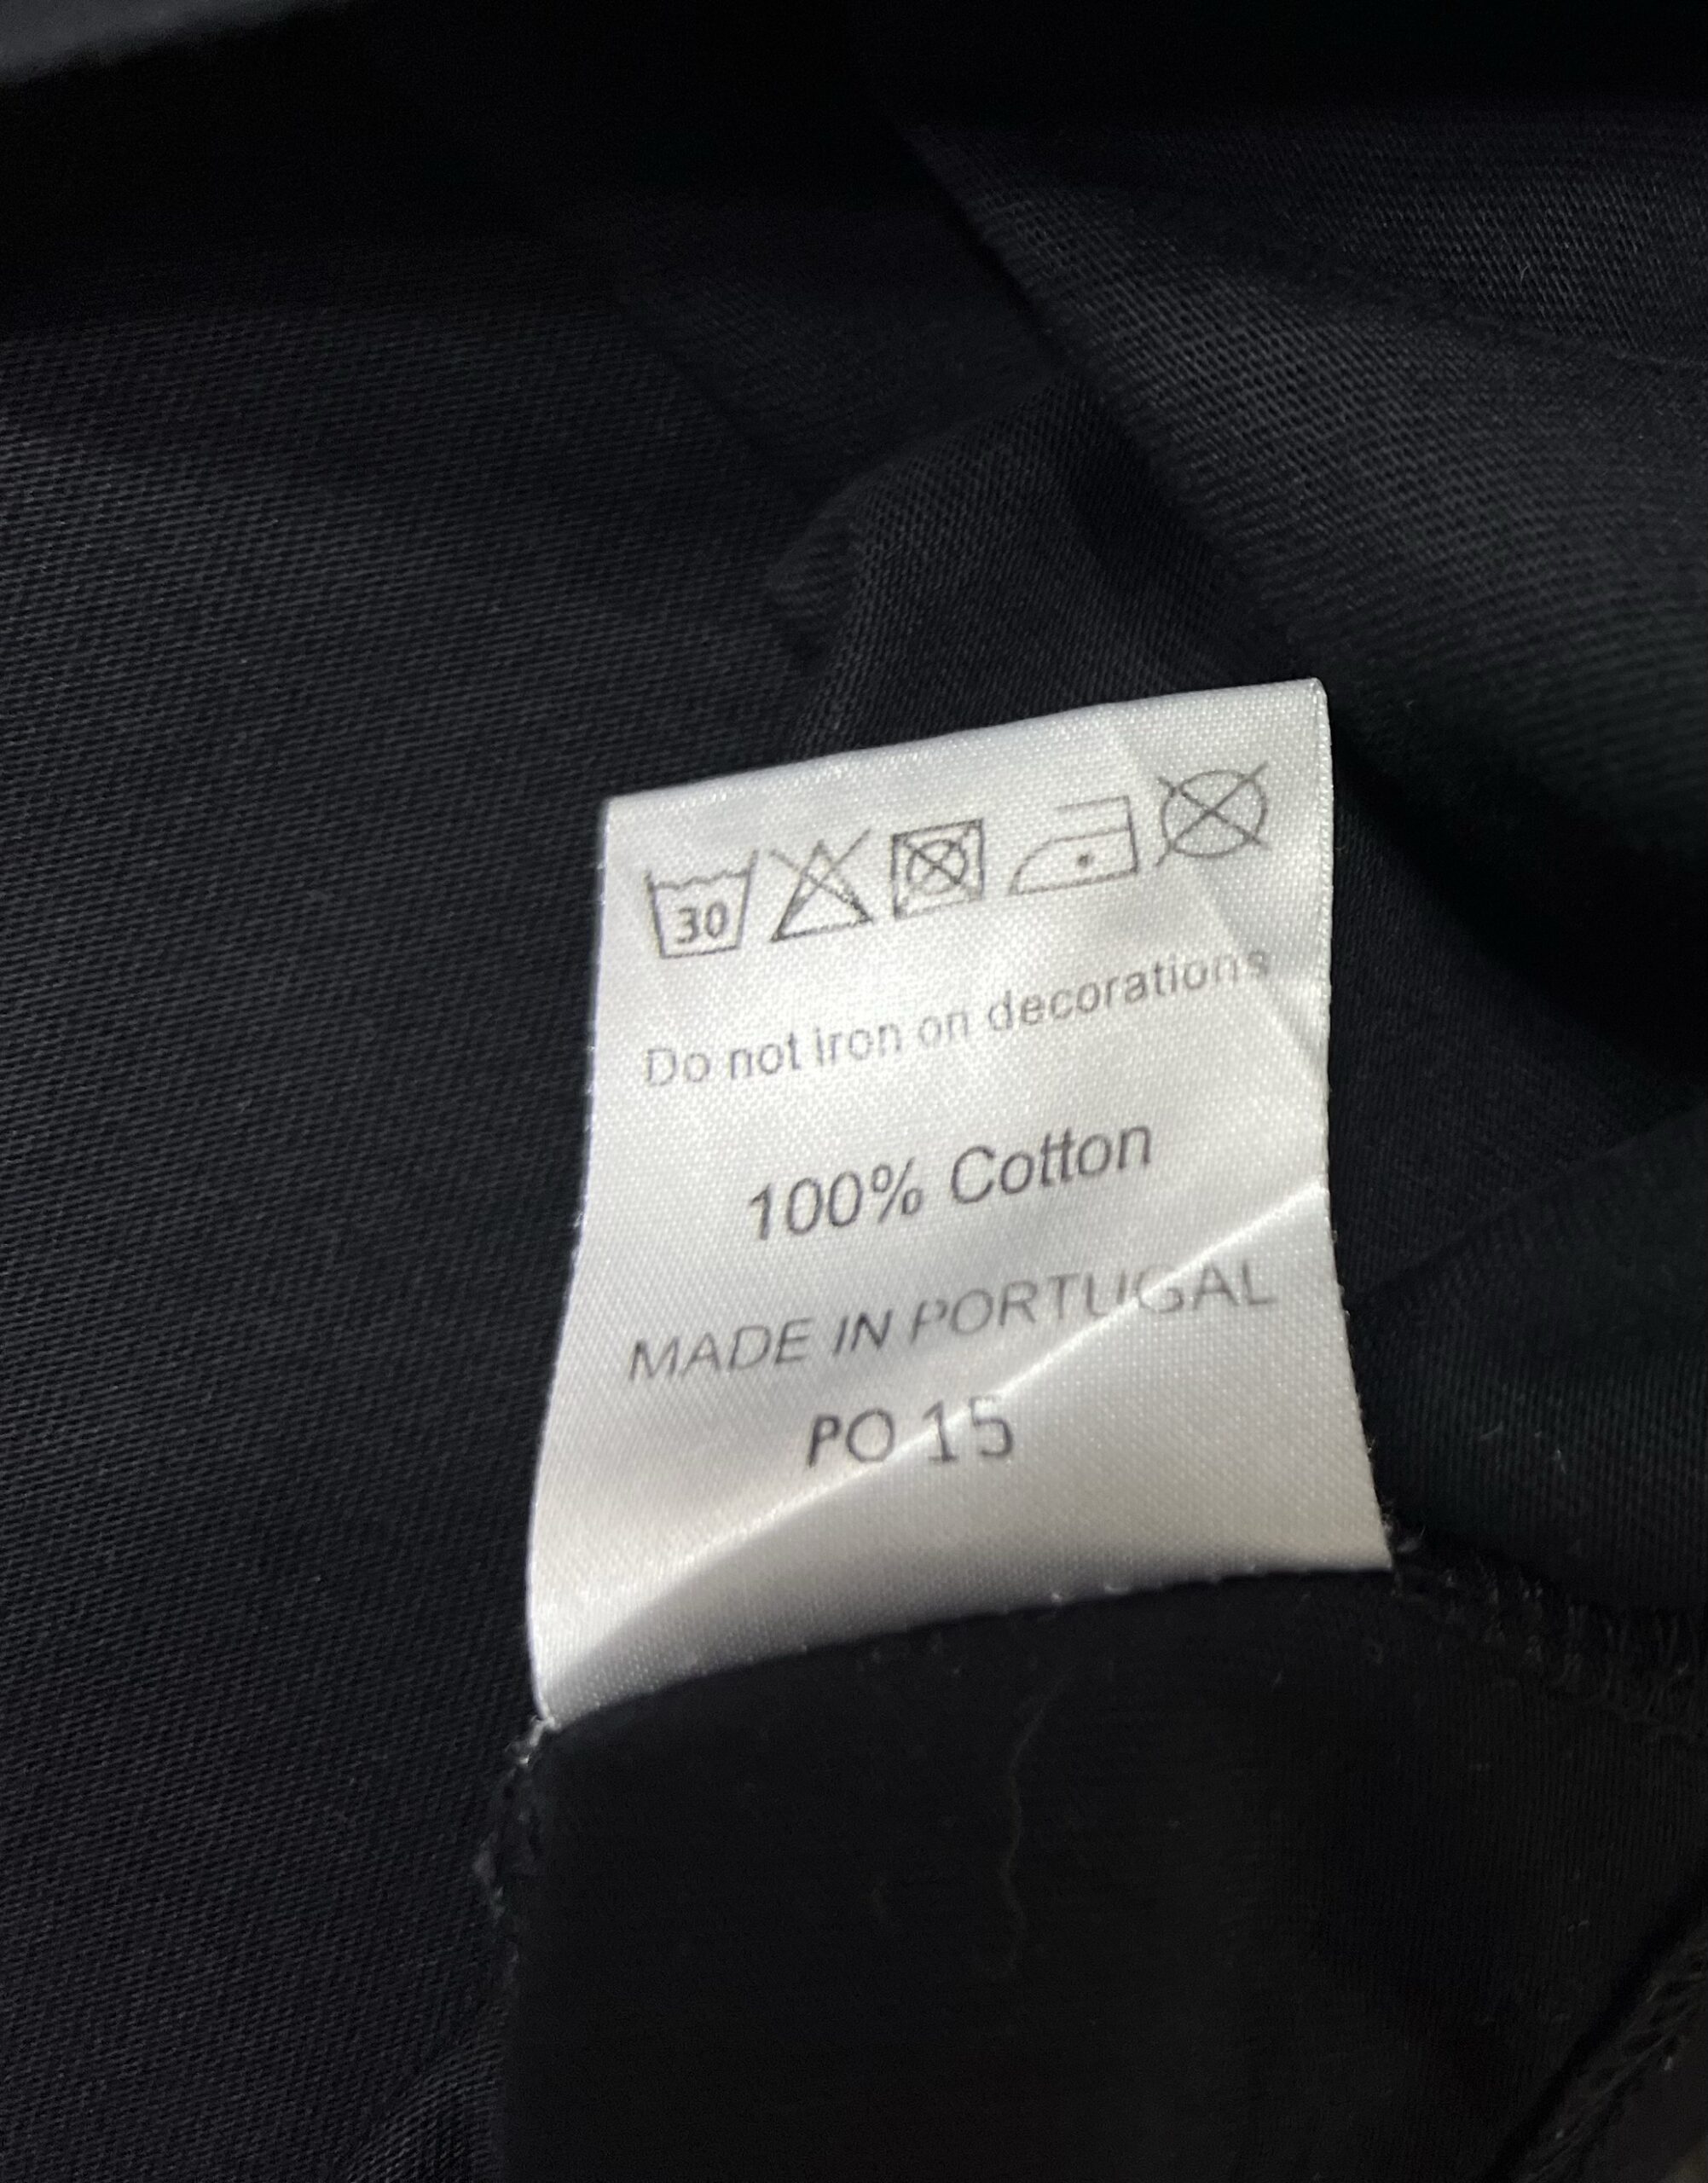 30
Do not iron on decorations
100% Cotton
MADE IN PORTUGAL
PO 15